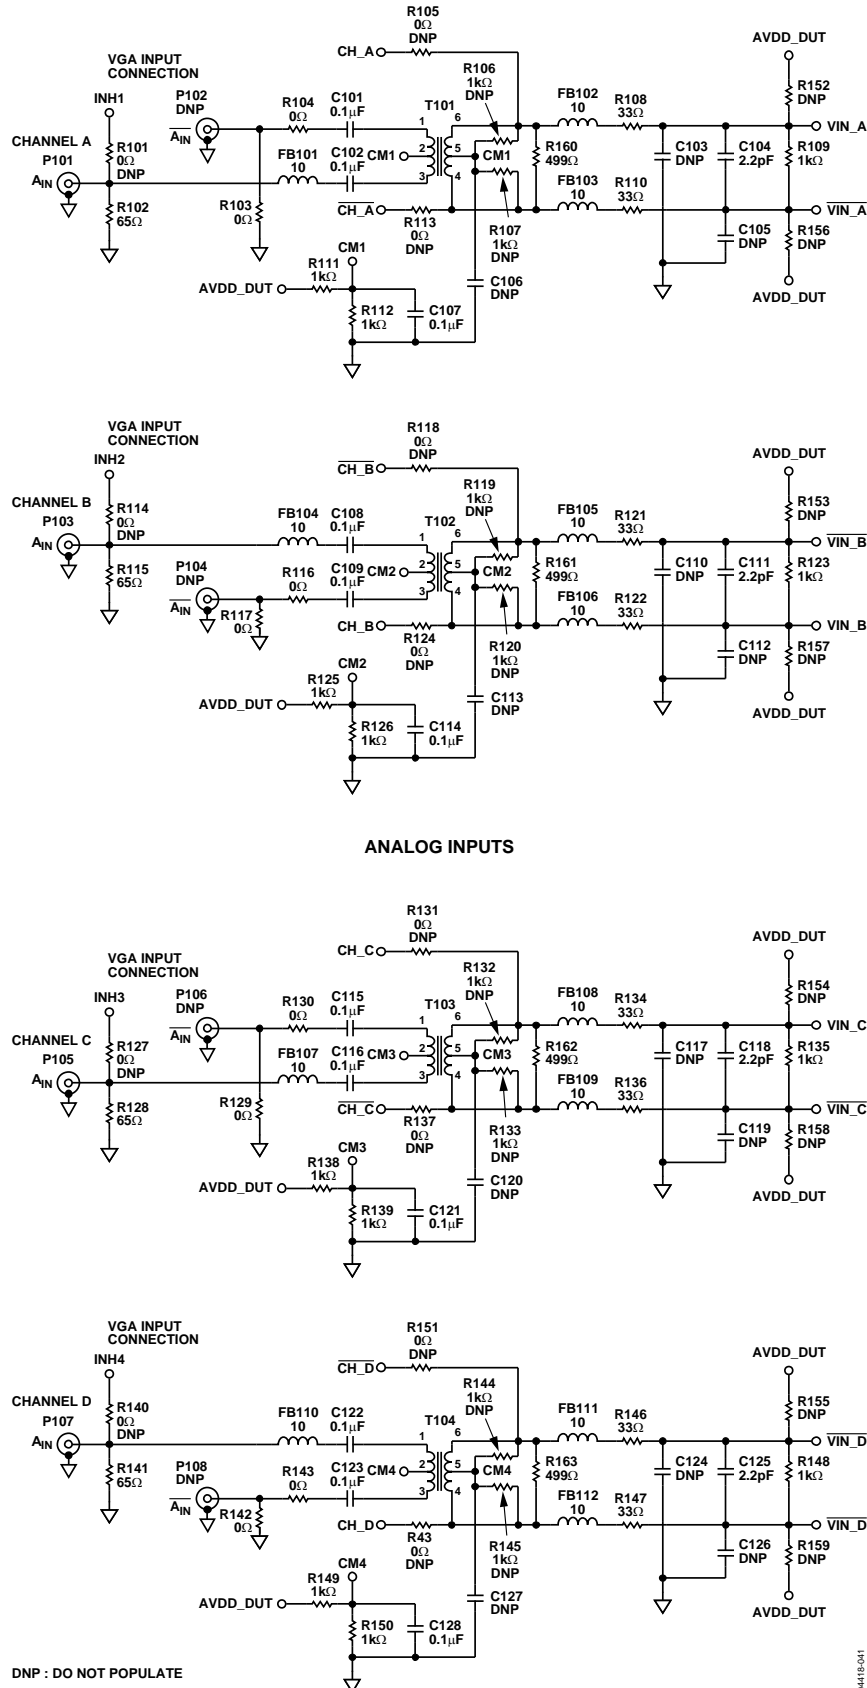 R105
0Ω
DNP
CH_A
AVDD_DUT
VGA INPUT
CONNECTION
INH1
P102
DNP
A̅I̅N̅
R104
0Ω
C101
0.1µF
T101
1
2
3
6
5
4
R106
1kΩ
DNP
FB102
10
R108
33Ω
R152
DNP
VIN_A
CHANNEL A
P101
AIN
R101
0Ω
DNP
R102
65Ω
R103
0Ω
FB101
10
C102
0.1µF
CM1
CM1
R160
499Ω
C103
DNP
C104
2.2pF
R109
1kΩ
C̅H̅_̅A̅
R113
0Ω
DNP
R107
1kΩ
DNP
FB103
10
R110
33Ω
V̅I̅N̅_̅A̅
C105
DNP
R156
DNP
AVDD_DUT
CM1
R111
1kΩ
AVDD_DUT
R112
1kΩ
C107
0.1µF
C106
DNP
R118
0Ω
DNP
C̅H̅_̅B̅
AVDD_DUT
VGA INPUT
CONNECTION
INH2
CHANNEL B
P103
AIN
R114
0Ω
DNP
R115
65Ω
FB104
10
C108
0.1µF
T102
1
2
3
6
5
4
R119
1kΩ
DNP
FB105
10
R121
33Ω
R153
DNP
V̅I̅N̅_̅B̅
P104
DNP
A̅I̅N̅
R116
0Ω
R117
0Ω
C109
0.1µF
CM2
CM2
R161
499Ω
C110
DNP
C111
2.2pF
R123
1kΩ
CH_B
R124
0Ω
DNP
R120
1kΩ
DNP
FB106
10
R122
33Ω
VIN_B
C112
DNP
R157
DNP
AVDD_DUT
CM2
R125
1kΩ
AVDD_DUT
R126
1kΩ
C114
0.1µF
C113
DNP
ANALOG INPUTS
R131
0Ω
DNP
CH_C
AVDD_DUT
VGA INPUT
CONNECTION
INH3
P106
DNP
A̅I̅N̅
R130
0Ω
C115
0.1µF
T103
1
2
3
6
5
4
R132
1kΩ
DNP
FB108
10
R134
33Ω
R154
DNP
VIN_C
CHANNEL C
P105
AIN
R127
0Ω
DNP
R128
65Ω
R129
0Ω
FB107
10
C116
0.1µF
CM3
CM3
R162
499Ω
C117
DNP
C118
2.2pF
R135
1kΩ
C̅H̅_̅C̅
R137
0Ω
DNP
R133
1kΩ
DNP
FB109
10
R136
33Ω
V̅I̅N̅_̅C̅
C119
DNP
R158
DNP
AVDD_DUT
CM3
R138
1kΩ
AVDD_DUT
R139
1kΩ
C121
0.1µF
C120
DNP
R151
0Ω
DNP
C̅H̅_̅D̅
AVDD_DUT
VGA INPUT
CONNECTION
INH4
CHANNEL D
P107
AIN
R140
0Ω
DNP
R141
65Ω
FB110
10
C122
0.1µF
T104
1
2
3
6
5
4
R144
1kΩ
DNP
FB111
10
R146
33Ω
R155
DNP
V̅I̅N̅_̅D̅
P108
DNP
A̅I̅N̅
R143
0Ω
R142
0Ω
C123
0.1µF
CM4
CM4
R163
499Ω
C124
DNP
C125
2.2pF
R148
1kΩ
CH_D
R43
0Ω
DNP
R145
1kΩ
DNP
FB112
10
R147
33Ω
V̅I̅N̅_̅D̅
C126
DNP
R159
DNP
AVDD_DUT
CM4
R149
1kΩ
AVDD_DUT
R150
1kΩ
C128
0.1µF
C127
DNP
DNP : DO NOT POPULATE